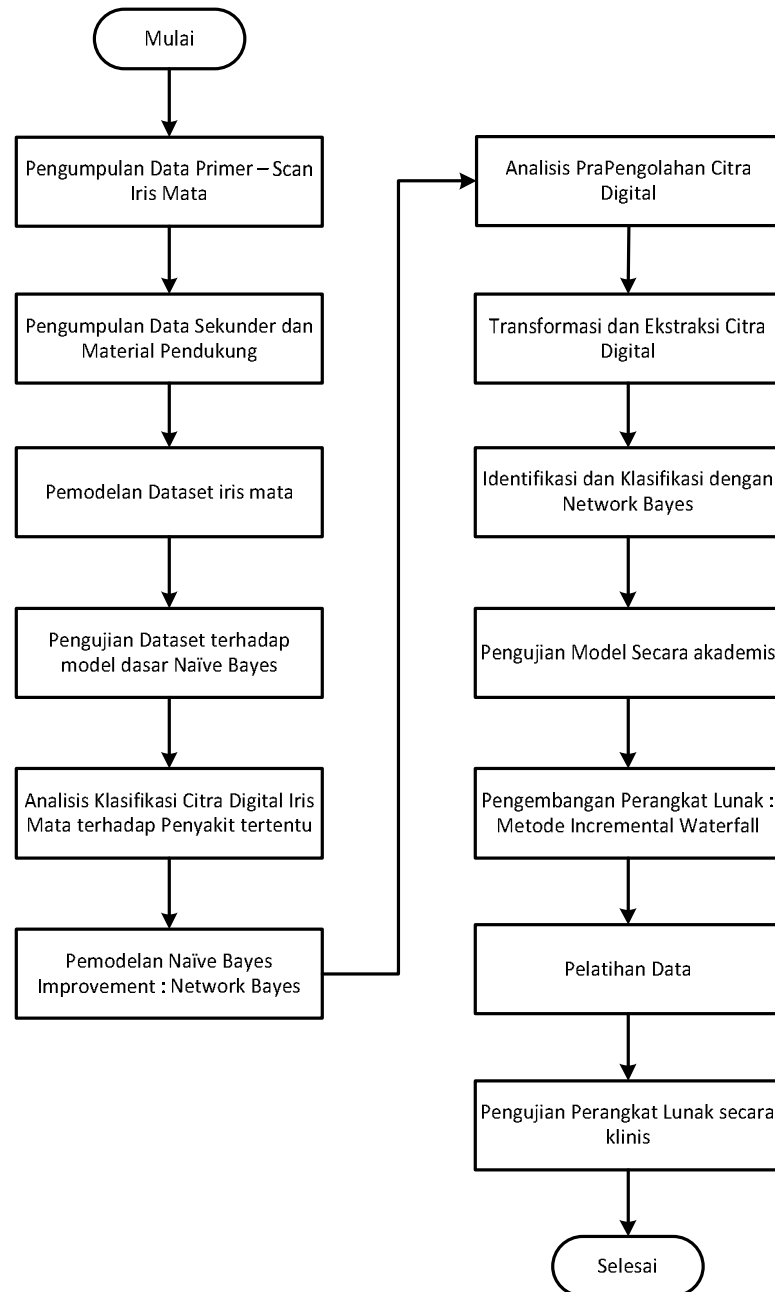 Mulai
Pengumpulan Data Primer – Scan
Iris Mata
Pengumpulan Data Sekunder dan
Material Pendukung
Pemodelan Dataset iris mata
Pengujian Dataset terhadap
model dasar Naïve Bayes
Analisis Klasifikasi Citra Digital Iris
Mata terhadap Penyakit tertentu
Pemodelan Naïve Bayes
Improvement : Network Bayes
Analisis PraPengolahan Citra
Digital
Transformasi dan Ekstraksi Citra
Digital
Identifikasi dan Klasifikasi dengan
Network Bayes
Pengujian Model Secara akademis
Pengembangan Perangkat Lunak :
Metode Incremental Waterfall
Pelatihan Data
Pengujian Perangkat Lunak secara
klinis
Selesai